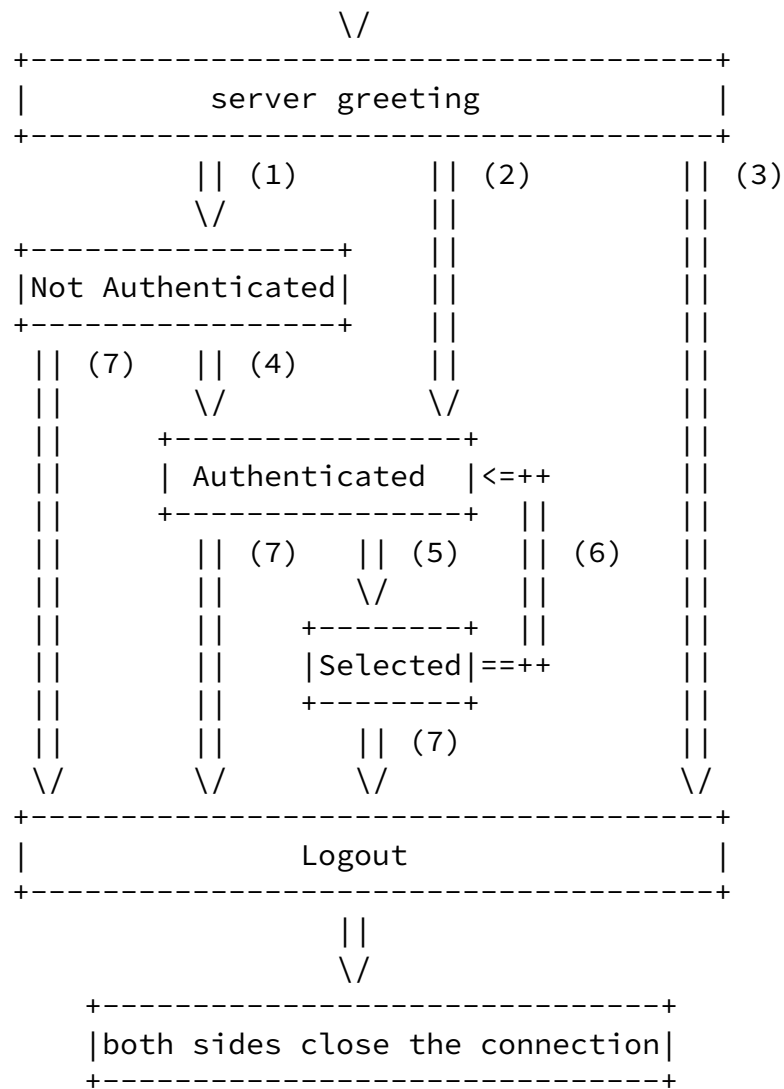 \/
 +--------------------------------------+
 |           server greeting            |
 +--------------------------------------+
           || (1)       || (2)        || (3)
           \/           ||            ||
 +-----------------+    ||            ||
 |Not Authenticated|    ||            ||
 +-----------------+    ||            ||
  || (7)   || (4)       ||            ||
  ||       \/           \/            ||
  ||     +----------------+           ||
  ||     | Authenticated  |<=++       ||
  ||     +----------------+  ||       ||
  ||       || (7)   || (5)   || (6)   ||
  ||       ||       \/       ||       ||
  ||       ||    +--------+  ||       ||
  ||       ||    |Selected|==++       ||
  ||       ||    +--------+           ||
  ||       ||       || (7)            ||
  \/       \/       \/                \/
 +--------------------------------------+
 |               Logout                 |
 +--------------------------------------+
                   ||
                   \/
     +-------------------------------+
     |both sides close the connection|
     +-------------------------------+